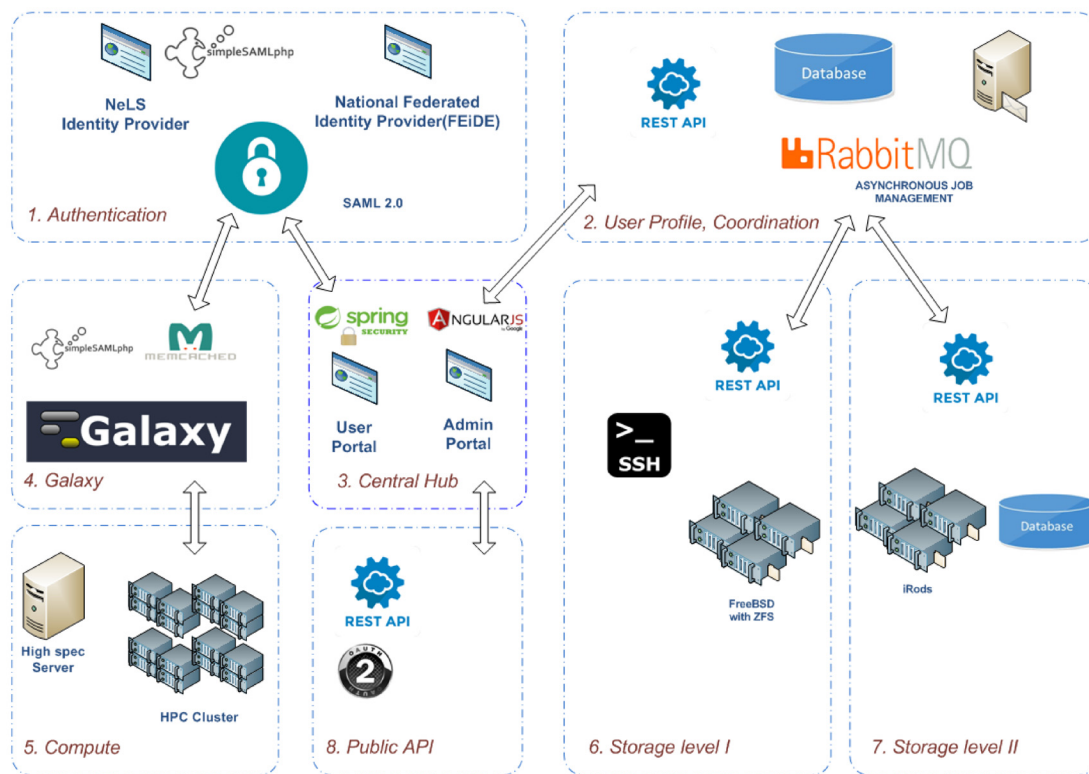 simpleSAMLphp
NeLS
Identity Provider
National Federated
Identity Provider(FEiDE)
SAML 2.0
1. Authentication
REST API
Database
RabbitMQ
ASYNCHRONOUS JOB
MANAGEMENT
2. User Profile, Coordination
simpleSAMLphp
MEMCACHED
Galaxy
4. Galaxy
spring
SECURITY
ANGULARJS
by Google
User
Portal
Admin
Portal
3. Central Hub
REST API
>_
SSH
FreeBSD
with ZFS
6. Storage level I
REST API
Database
iRods
7. Storage level II
High spec
Server
HPC Cluster
5. Compute
REST API
OAUTH
2
8. Public API